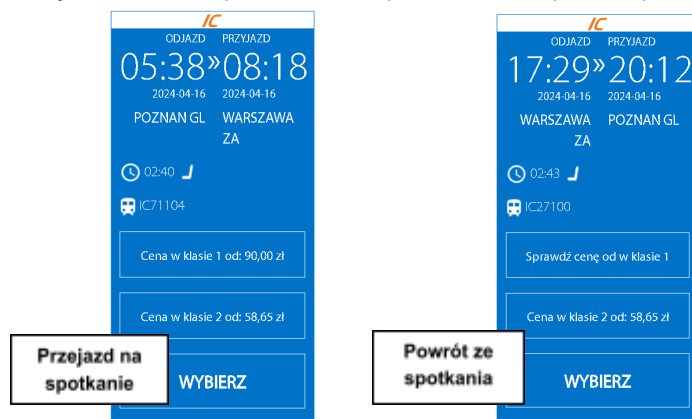 IC
ODJAZD PRZYJAZD
05:38»08:18
2024-04-16 2024-04-16
POZNAN GL WARSZAWA
ZA
02:40
IC71104
Cena w klasie 1 od: 90,00 zł
Cena w klasie 2 od: 58,65 zł
Przejazd na
spotkanie
WYBIERZ
IC
ODJAZD PRZYJAZD
17:29»20:12
2024-04-16 2024-04-16
WARSZAWA POZNAN GL
ZA
02:43
IC27100
Sprawdź cenę od w klasie 1
Cena w klasie 2 od: 58,65 zł
Powrót ze
spotkania
WYBIERZ